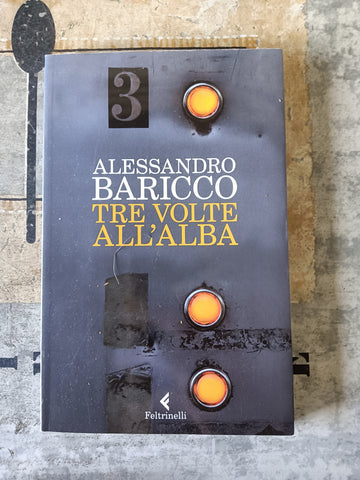 3
ALESSANDRO
BARICCO
TRE VOLTE
ALL'ALBA
Feltrinelli